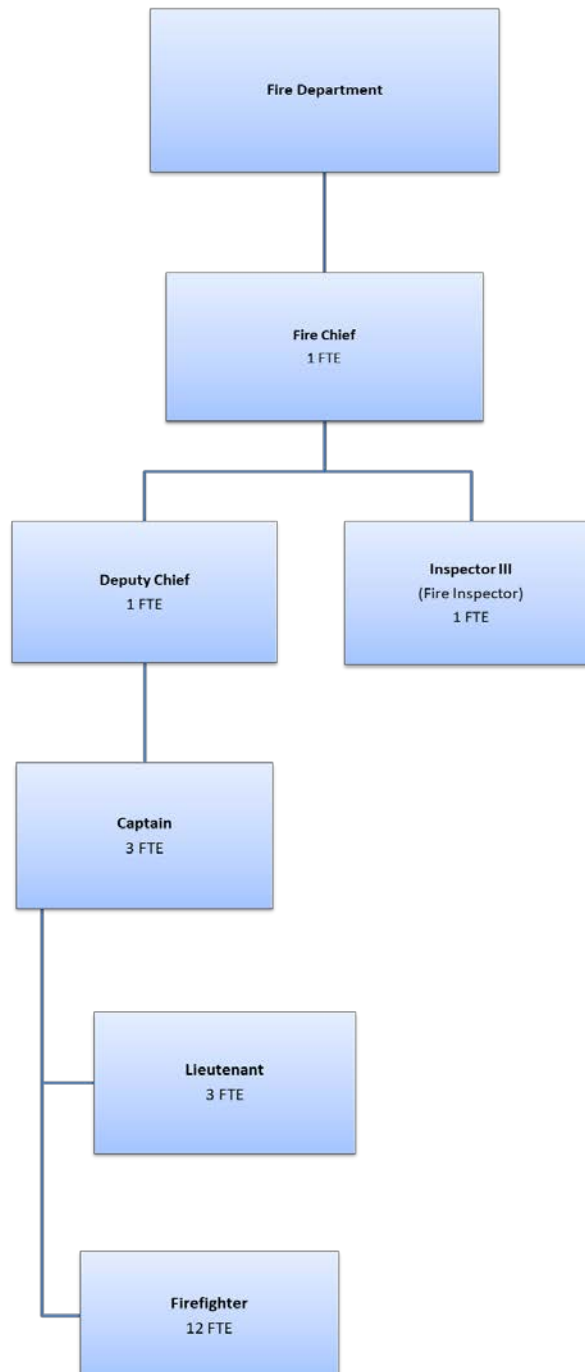 Fire Department
Fire Chief
1 FTE
Deputy Chief
1 FTE
Inspector III
(Fire Inspector)
1 FTE
Captain
3 FTE
Lieutenant
3 FTE
Firefighter
12 FTE